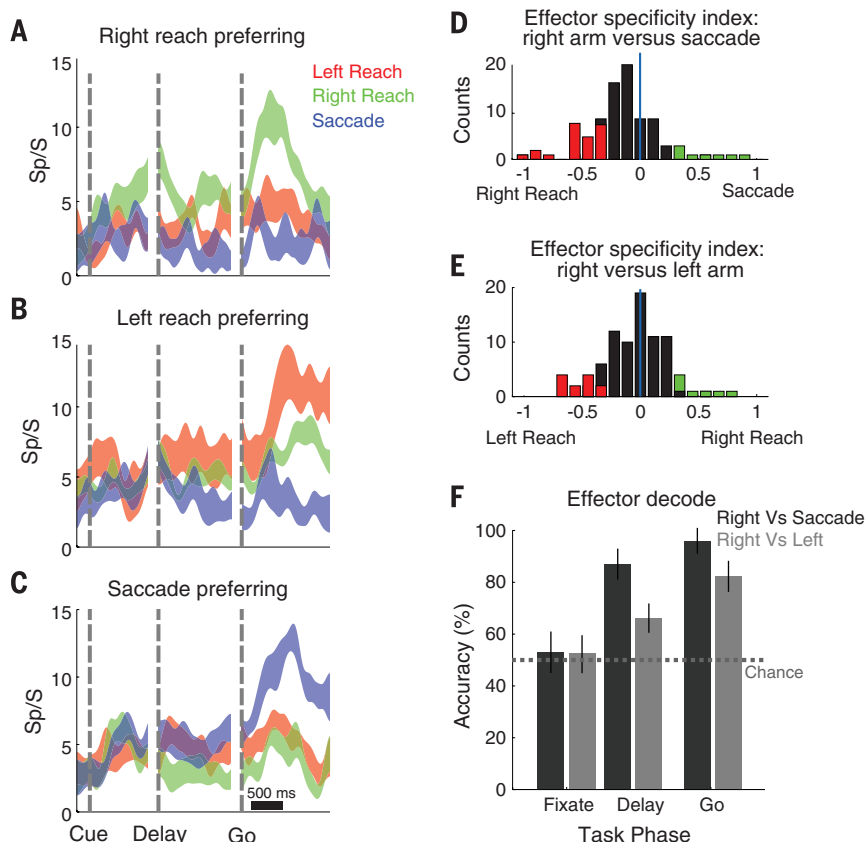 A
Right reach preferring
Left Reach
Right Reach
Saccade
15
10
5
0
Sp/S
B
Left reach preferring
15
10
5
0
Sp/S
C
Saccade preferring
15
10
5
0
Sp/S
500 ms
Cue Delay Go
D
Effector specificity index:
right arm versus saccade
20
10
0
Counts
-1 -0.5 0 0.5 1
Right Reach Saccade
E
Effector specificity index:
right versus left arm
20
10
0
Counts
-1 -0.5 0 0.5 1
Left Reach Right Reach
F
Effector decode
Right Vs Saccade
Right Vs Left
100
80
60
40
20
0
Accuracy (%)
Chance
Fixate Delay Go
Task Phase